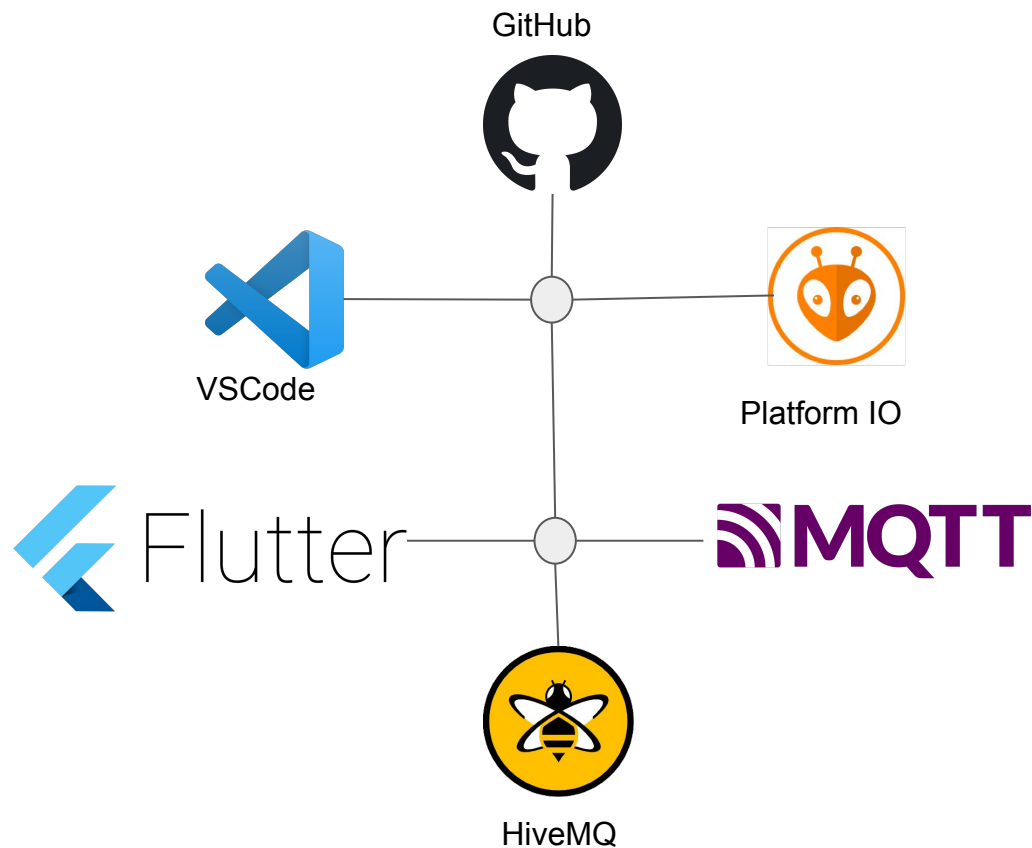 GitHub
VSCode
Platform IO
Flutter
MQTT
HiveMQ